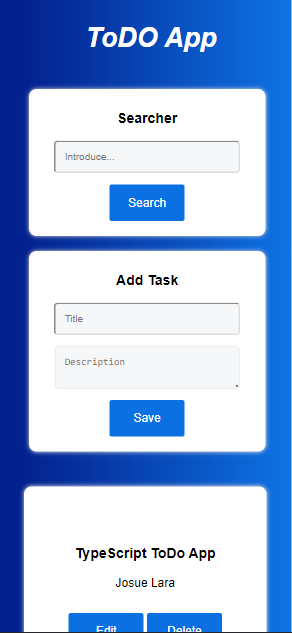 ToDO App
Searcher
Introduce...
Search
Add Task
Title
Description
Save
TypeScript ToDo App
Josue Lara
Edit Delete